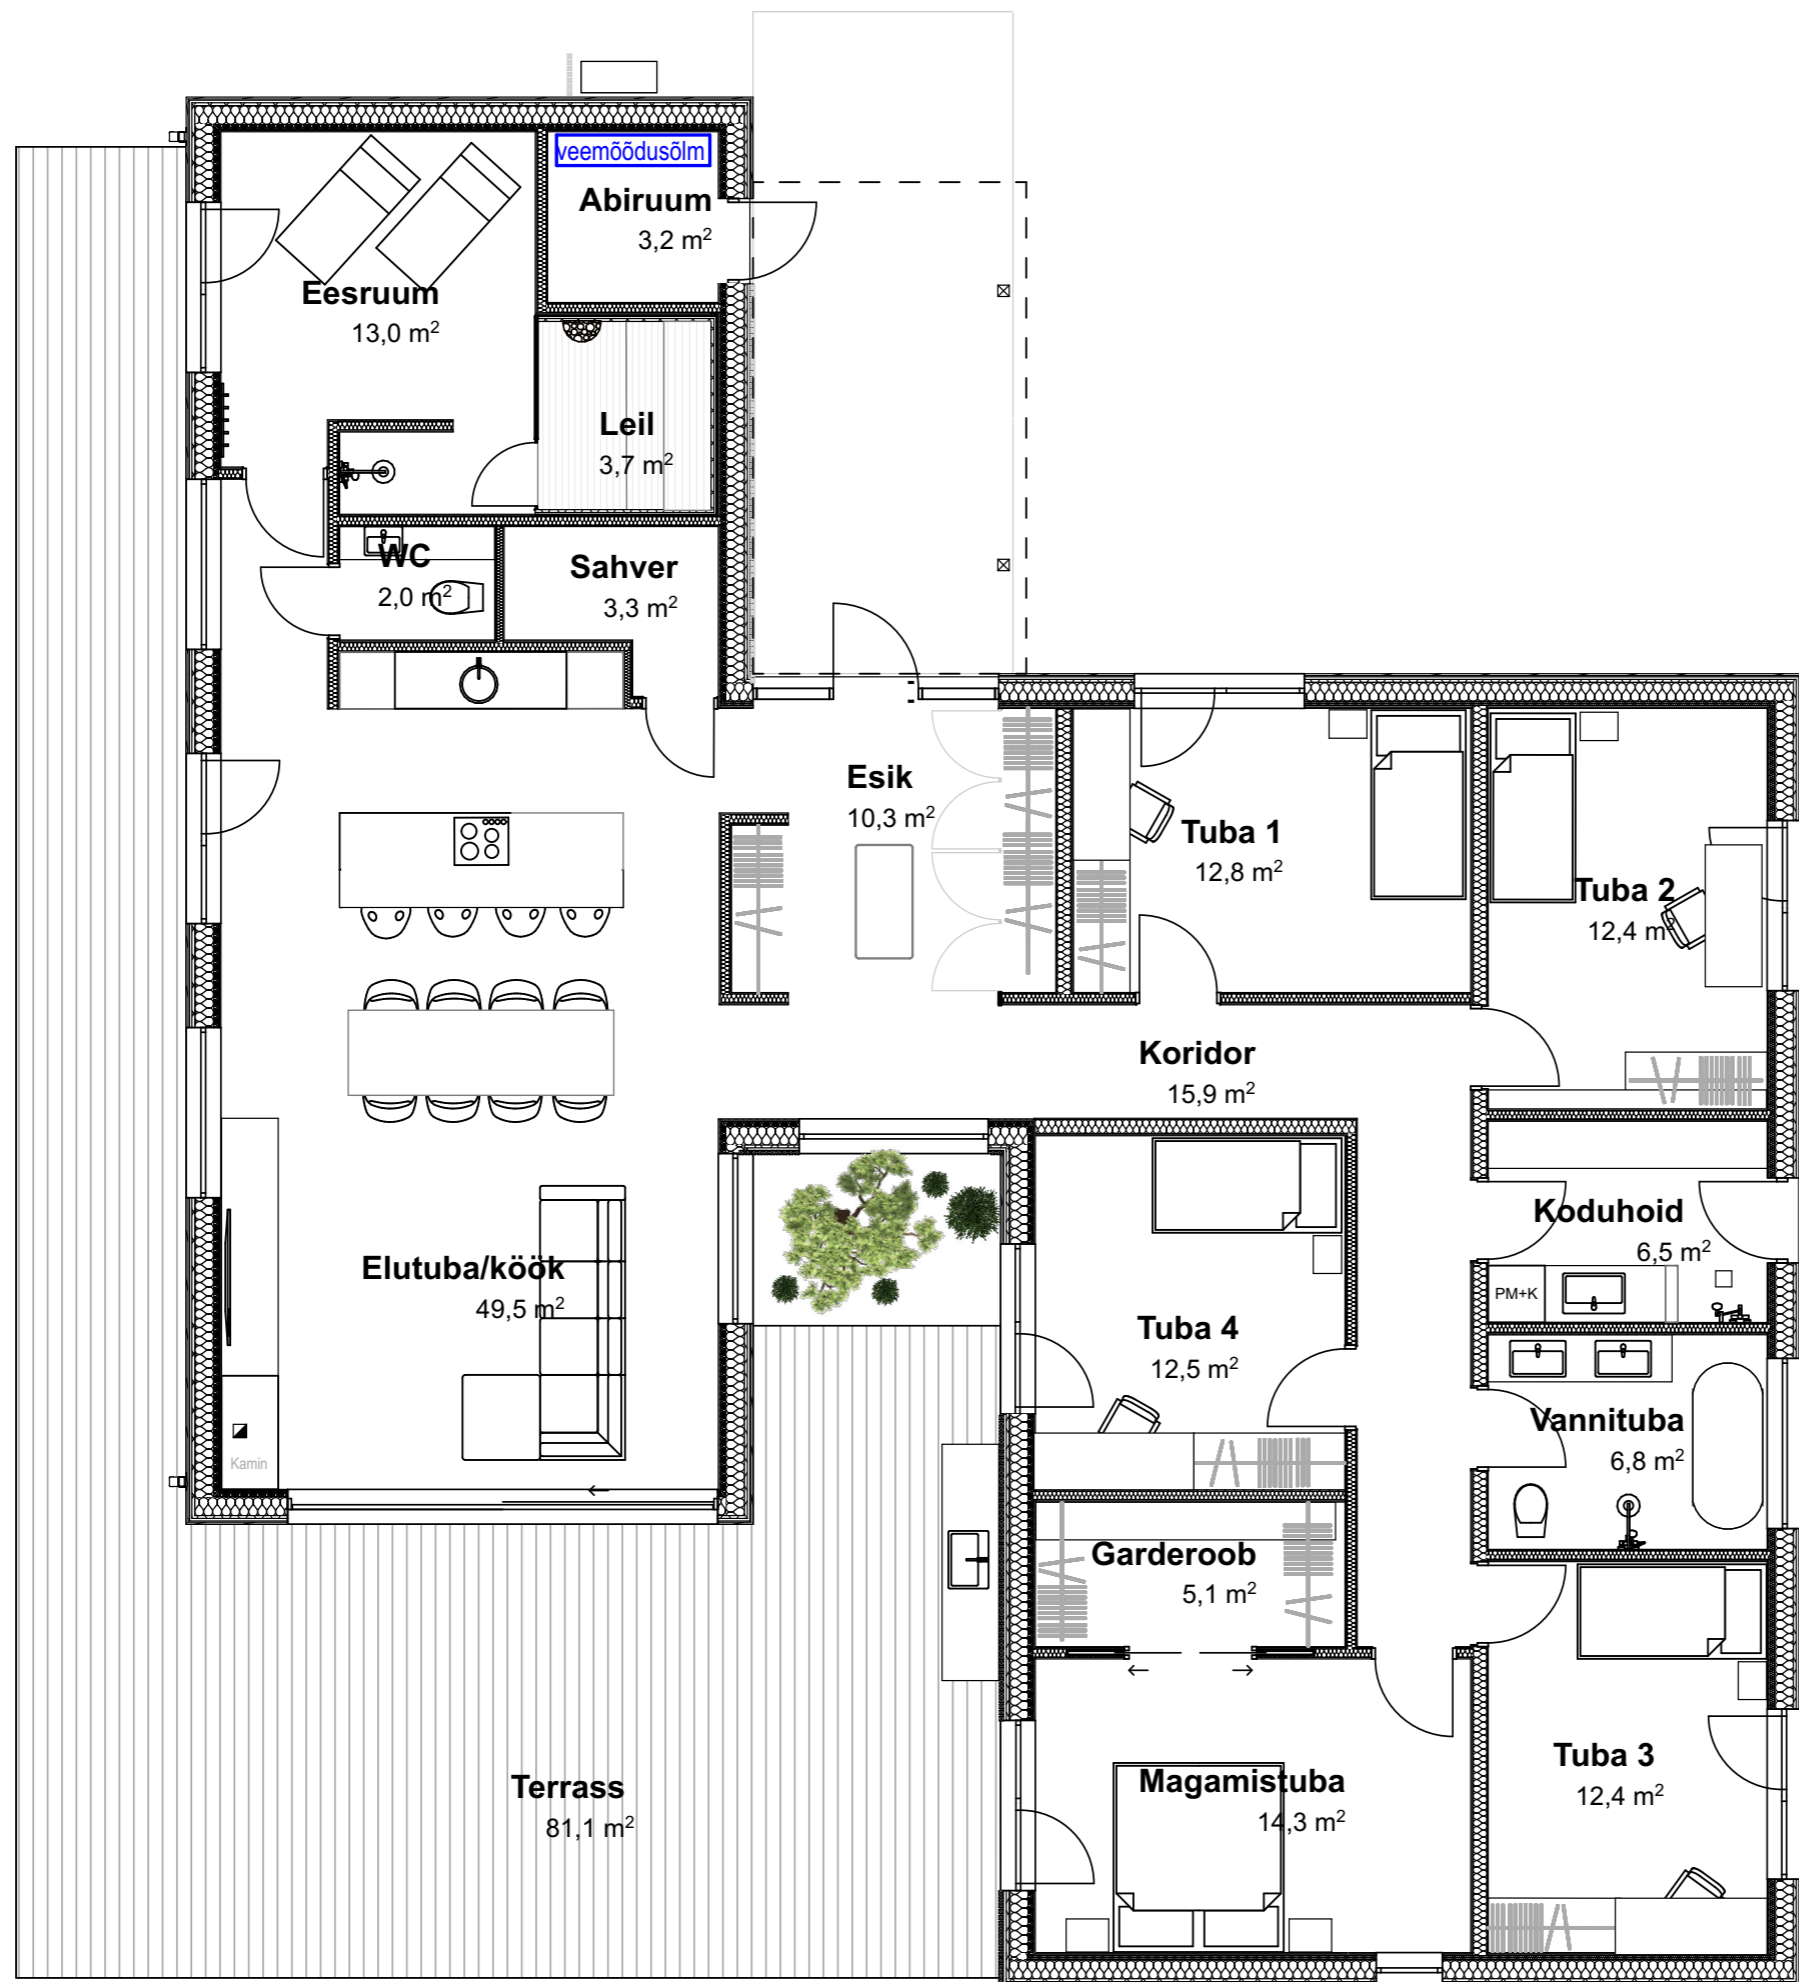 veemõõdusõlm
Abiruum
3,2 m²
Eesruum
13,0 m²
Leil
3,7 m²
WC
2,0 m²
Sahver
3,3 m²
Esik
10,3 m²
Tuba 1
12,8 m²
Tuba 2
12,4 m²
Koridor
15,9 m²
Koduhoid
6,5 m²
PM+K
Elutuba/köök
49,5 m²
Tuba 4
12,5 m²
Vannituba
6,8 m²
Kamin
Garderoob
5,1 m²
Tuba 3
12,4 m²
Magamistuba
14,3 m²
Terrass
81,1 m²